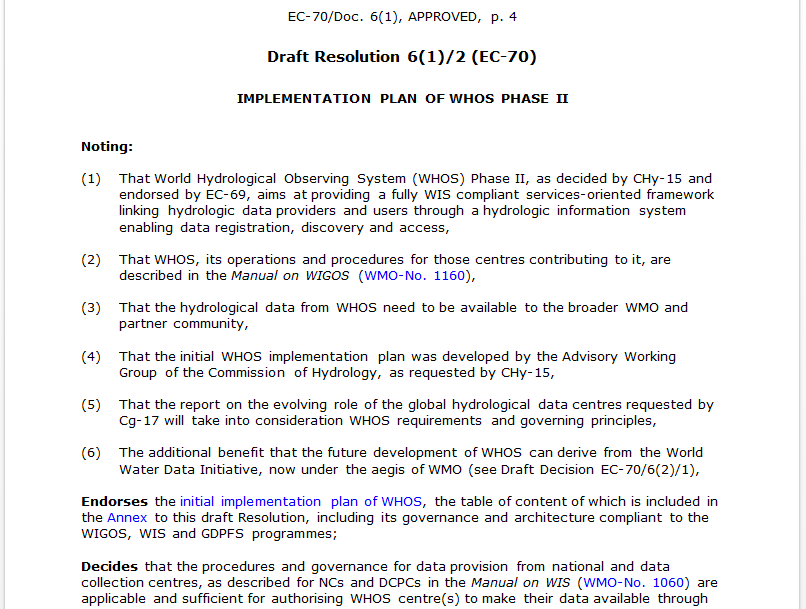 EC-70/Doc. 6(1), APPROVED, p. 4
Draft Resolution 6(1)/2 (EC-70)
IMPLEMENTATION PLAN OF WHOS PHASE II
Noting:
(1) That World Hydrological Observing System (WHOS) Phase II, as decided by CHy-15 and
endorsed by EC-69, aims at providing a fully WIS compliant services-oriented framework
linking hydrologic data providers and users through a hydrologic information system
enabling data registration, discovery and access,
(2) That WHOS, its operations and procedures for those centres contributing to it, are
described in the Manual on WIGOS (WMO-No. 1160),
(3) That the hydrological data from WHOS need to be available to the broader WMO and
partner community,
(4) That the initial WHOS implementation plan was developed by the Advisory Working
Group of the Commission of Hydrology, as requested by CHy-15,
(5) That the report on the evolving role of the global hydrological data centres requested by
Cg-17 will take into consideration WHOS requirements and governing principles,
(6) The additional benefit that the future development of WHOS can derive from the World
Water Data Initiative, now under the aegis of WMO (see Draft Decision EC-70/6(2)/1),
Endorses the initial implementation plan of WHOS, the table of content of which is included in
the Annex to this draft Resolution, including its governance and architecture compliant to the
WIGOS, WIS and GDPFS programmes;
Decides that the procedures and governance for data provision from national and data
collection centres, as described for NCs and DCPCs in the Manual on WIS (WMO-No. 1060) are
applicable and sufficient for authorising WHOS centre(s) to make their data available through